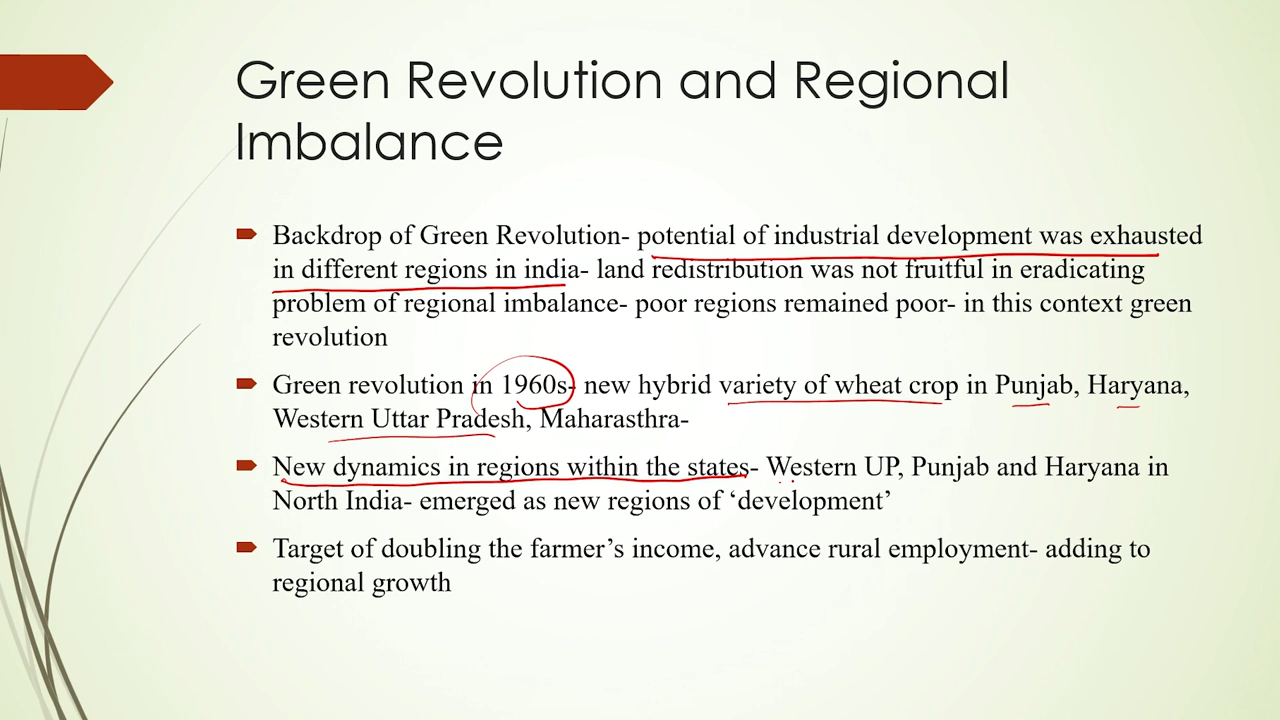 Green Revolution and Regional
Imbalance
Backdrop of Green Revolution- potential of industrial development was exhausted
in different regions in india- land redistribution was not fruitful in eradicating
problem of regional imbalance- poor regions remained poor- in this context green
revolution
Green revolution in 1960s- new hybrid variety of wheat crop in Punjab, Haryana,
Western Uttar Pradesh, Maharasthra-
New dynamics in regions within the states- Western UP, Punjab and Haryana in
North India- emerged as new regions of ‘development’
Target of doubling the farmer’s income, advance rural employment- adding to
regional growth